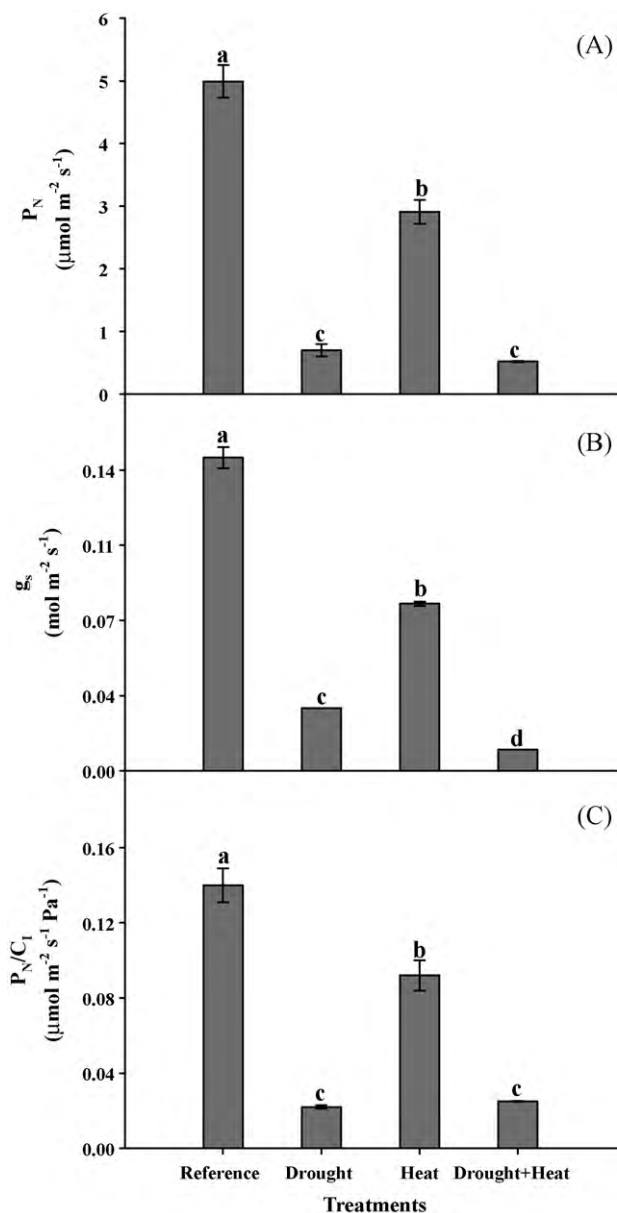 (A)
6
5
4
3
2
1
0
P_N
(μmol m⁻² s⁻¹)
a
c
b
c
(B)
0.14
0.11
0.07
0.04
0.00
g_s
(mol m⁻² s⁻¹)
a
c
b
d
(C)
0.16
0.12
0.08
0.04
0.00
P_N/C_I
(μmol m⁻² s⁻¹ Pa⁻¹)
a
c
b
c
Reference Drought Heat Drought+Heat
Treatments